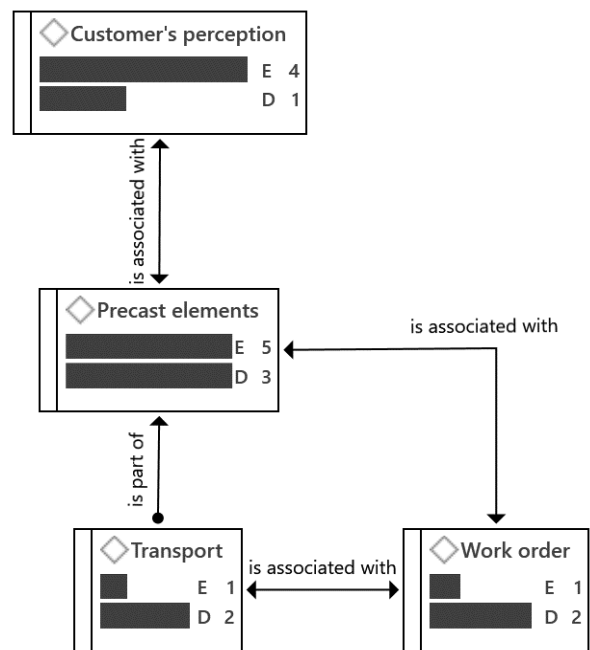 Customer's perception
E 4
D 1
is associated with
Precast elements
E 5
D 3
is associated with
is part of
Transport
E 1
D 2
is associated with
Work order
E 1
D 2